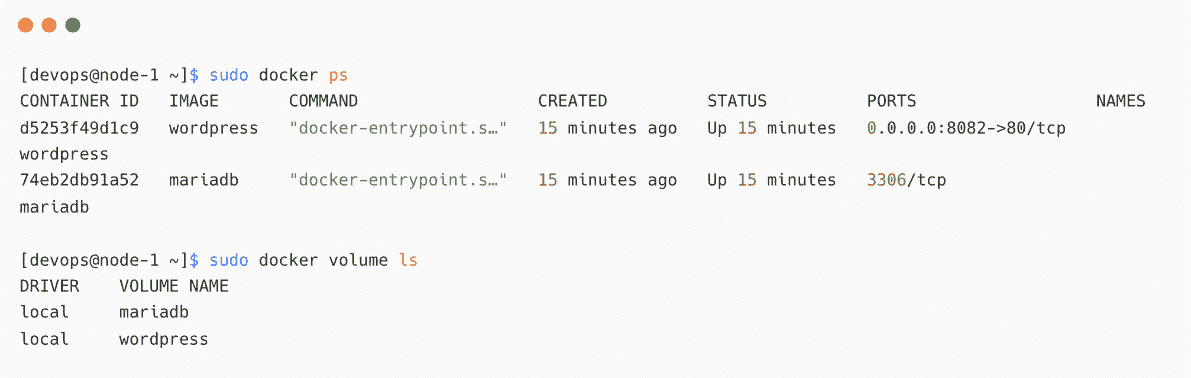 [devops@node-1 ~]$ sudo docker ps
CONTAINER ID   IMAGE       COMMAND                  CREATED          STATUS          PORTS                  NAMES
d5253f49d1c9   wordpress   "docker-entrypoint.s…"   15 minutes ago   Up 15 minutes   0.0.0.0:8082->80/tcp
wordpress
74eb2db91a52   mariadb     "docker-entrypoint.s…"   15 minutes ago   Up 15 minutes   3306/tcp
mariadb
[devops@node-1 ~]$ sudo docker volume ls
DRIVER    VOLUME NAME
local     mariadb
local     wordpress